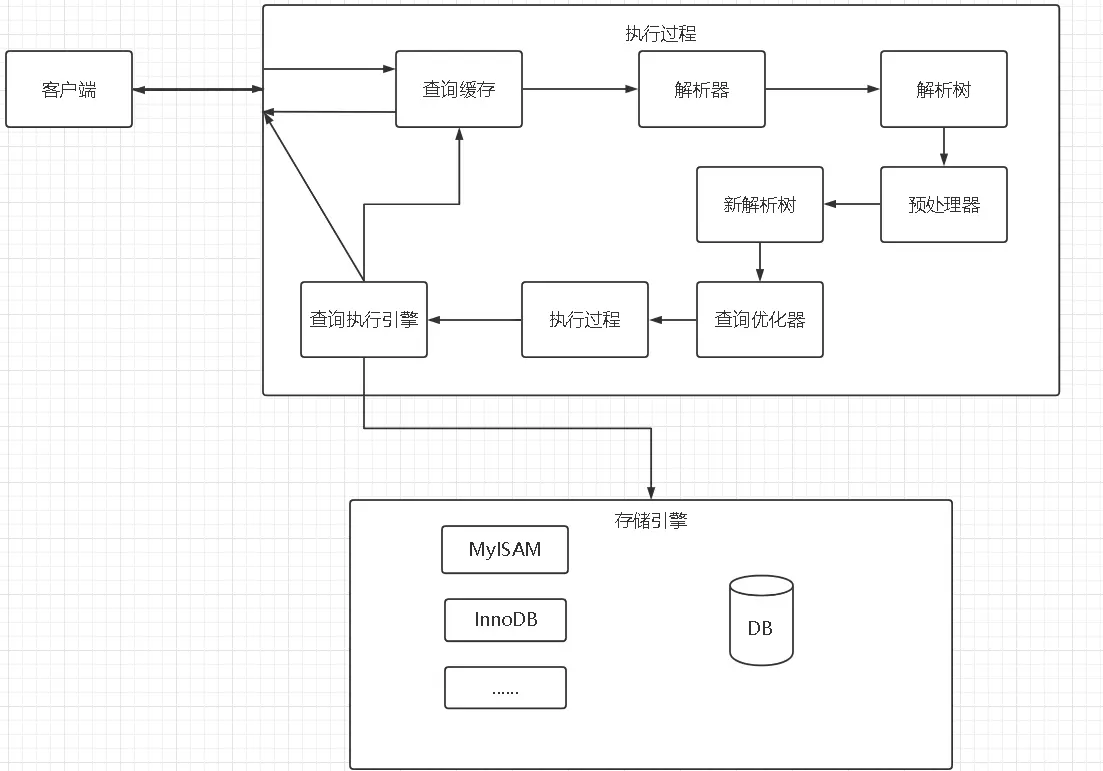 执行过程
客户端
查询缓存
解析器
解析树
新解析树
预处理器
查询执行引擎
执行过程
查询优化器
存储引擎
MyISAM
InnoDB
DB
......